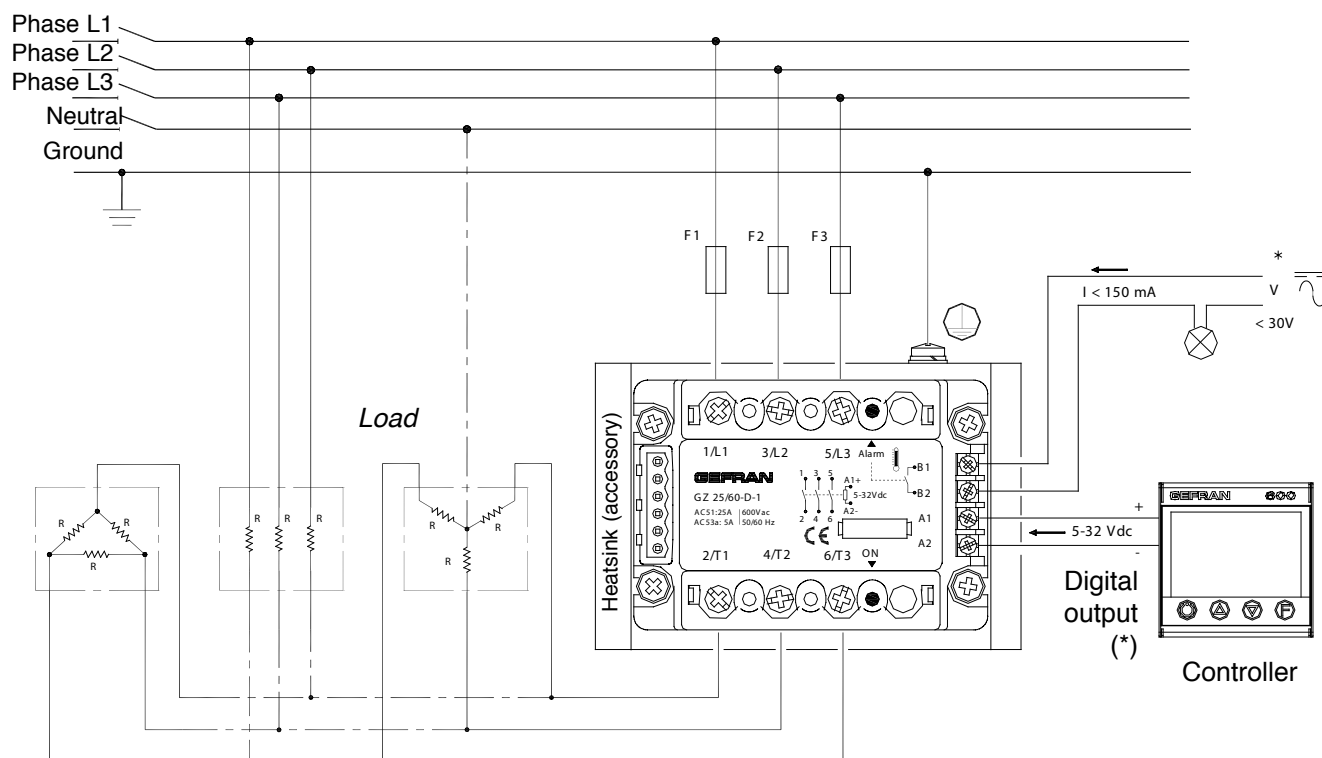 Phase L1
Phase L2
Phase L3
Neutral
Ground
F1 F2 F3
*
I < 150 mA
V
< 30V
Load
Heatsink (accessory)
1/L1 3/L2 5/L3 Alarm
B1
GEFRAN
1 3 5
A1+
B2
GZ 25/60-D-1
5-32Vdc
AC51:25A 600Vac
AC53a: 5A 50/60 Hz
A2-
2 4 6
CE
A1
A2
2/T1 4/T2 6/T3 ON
GEFRAN 600
+
5-32 Vdc
-
F
Digital
output
(*)
Controller
R R
R
R R R
R R
R